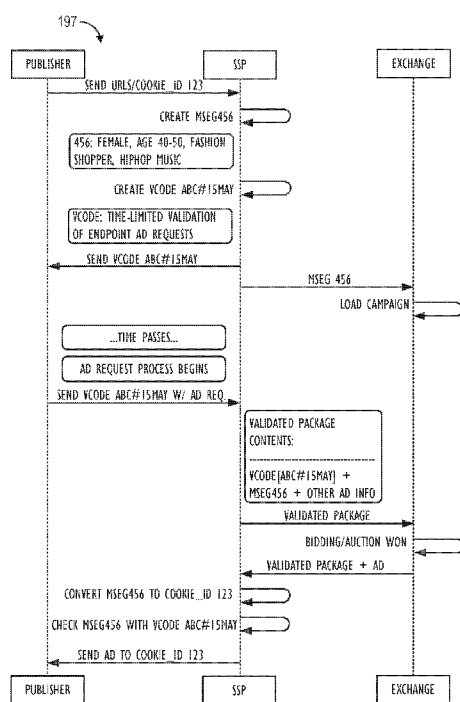 197
PUBLISHER
SSP
EXCHANGE
SEND URLS/COOKIE_ID 123
CREATE MSEG456
456: FEMALE, AGE 40-50, FASHION
SHOPPER, HIPHOP MUSIC
CREATE VCODE ABC#15MAY
VCODE: TIME-LIMITED VALIDATION
OF ENDPOINT AD REQUESTS
SEND VCODE ABC#15MAY
MSEG 456
LOAD CAMPAIGN
...TIME PASSES...
AD REQUEST PROCESS BEGINS
SEND VCODE ABC#15MAY W/ AD REQ
VALIDATED PACKAGE
CONTENTS:
VCODE[ABC#15MAY] +
MSEG456 + OTHER AD INFO
VALIDATED PACKAGE
BIDDING/AUCTION WON
VALIDATED PACKAGE + AD
CONVERT MSEG456 TO COOKIE_ID 123
CHECK MSEG456 WITH VCODE ABC#15MAY
SEND AD TO COOKIE_ID 123
PUBLISHER
SSP
EXCHANGE